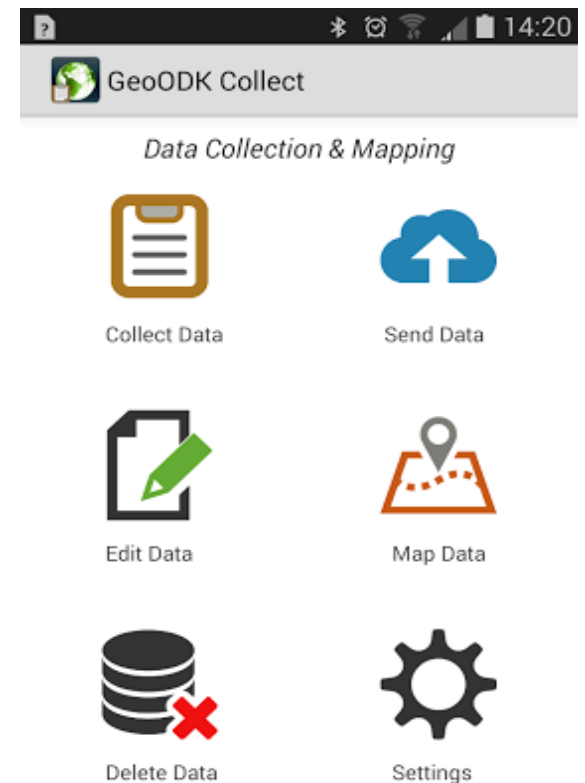 14:20
GeoODK Collect
Data Collection & Mapping
Collect Data
Send Data
Edit Data
Map Data
Delete Data
Settings